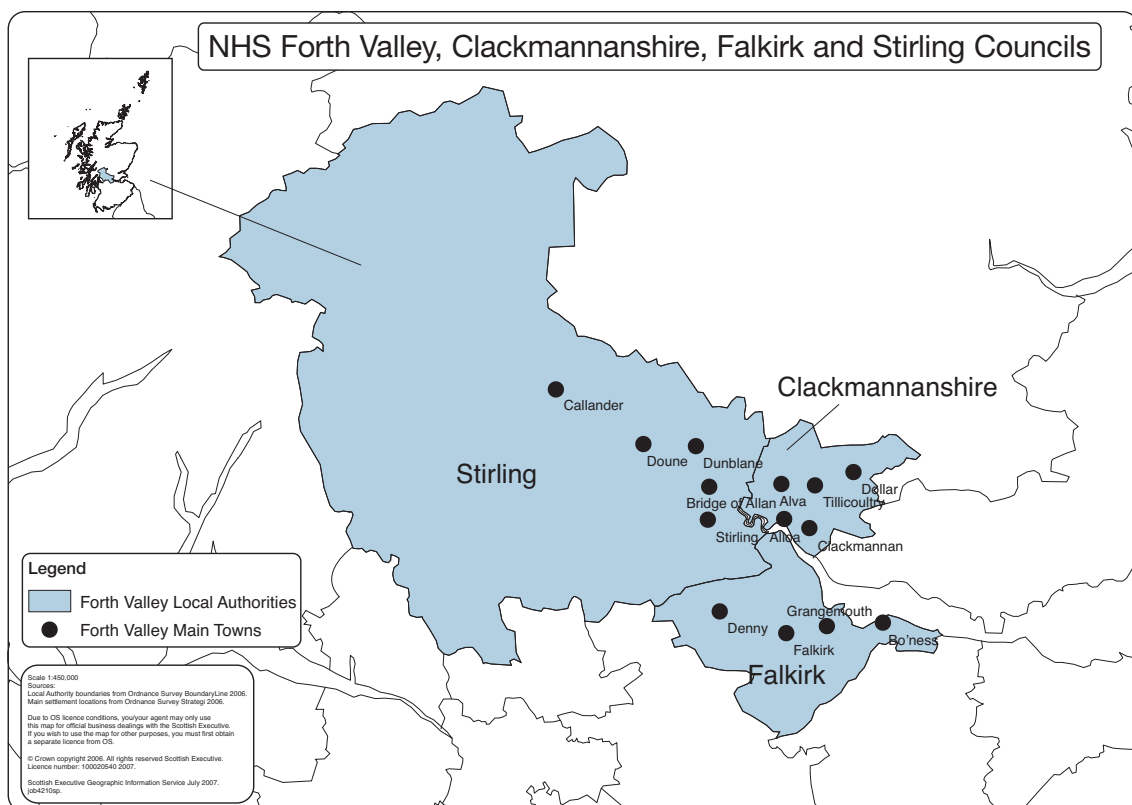 NHS Forth Valley, Clackmannanshire, Falkirk and Stirling Councils
Clackmannanshire
Callander
Doune
Dunblane
Stirling
Dollar
Bridge of Allan
Alva
Tillicoultry
Stirling
Alloa
Clackmannan
Grangemouth
Denny
Falkirk
Bo'ness
Falkirk
Legend
Forth Valley Local Authorities
Forth Valley Main Towns
Scale 1:450,000
Sources:
Local Authority boundaries from Ordnance Survey BoundaryLine 2006.
Main settlement locations from Ordnance Survey Strategi 2006.
Due to OS licence conditions, you/your agent may only use
this map for official business dealings with the Scottish Executive.
If you wish to use the map for other purposes, you must first obtain
a separate licence from OS.
© Crown copyright 2006. All rights reserved Scottish Executive.
Licence number: 100020540 2007.
Scottish Executive Geographic Information Service July 2007.
job4210sp.